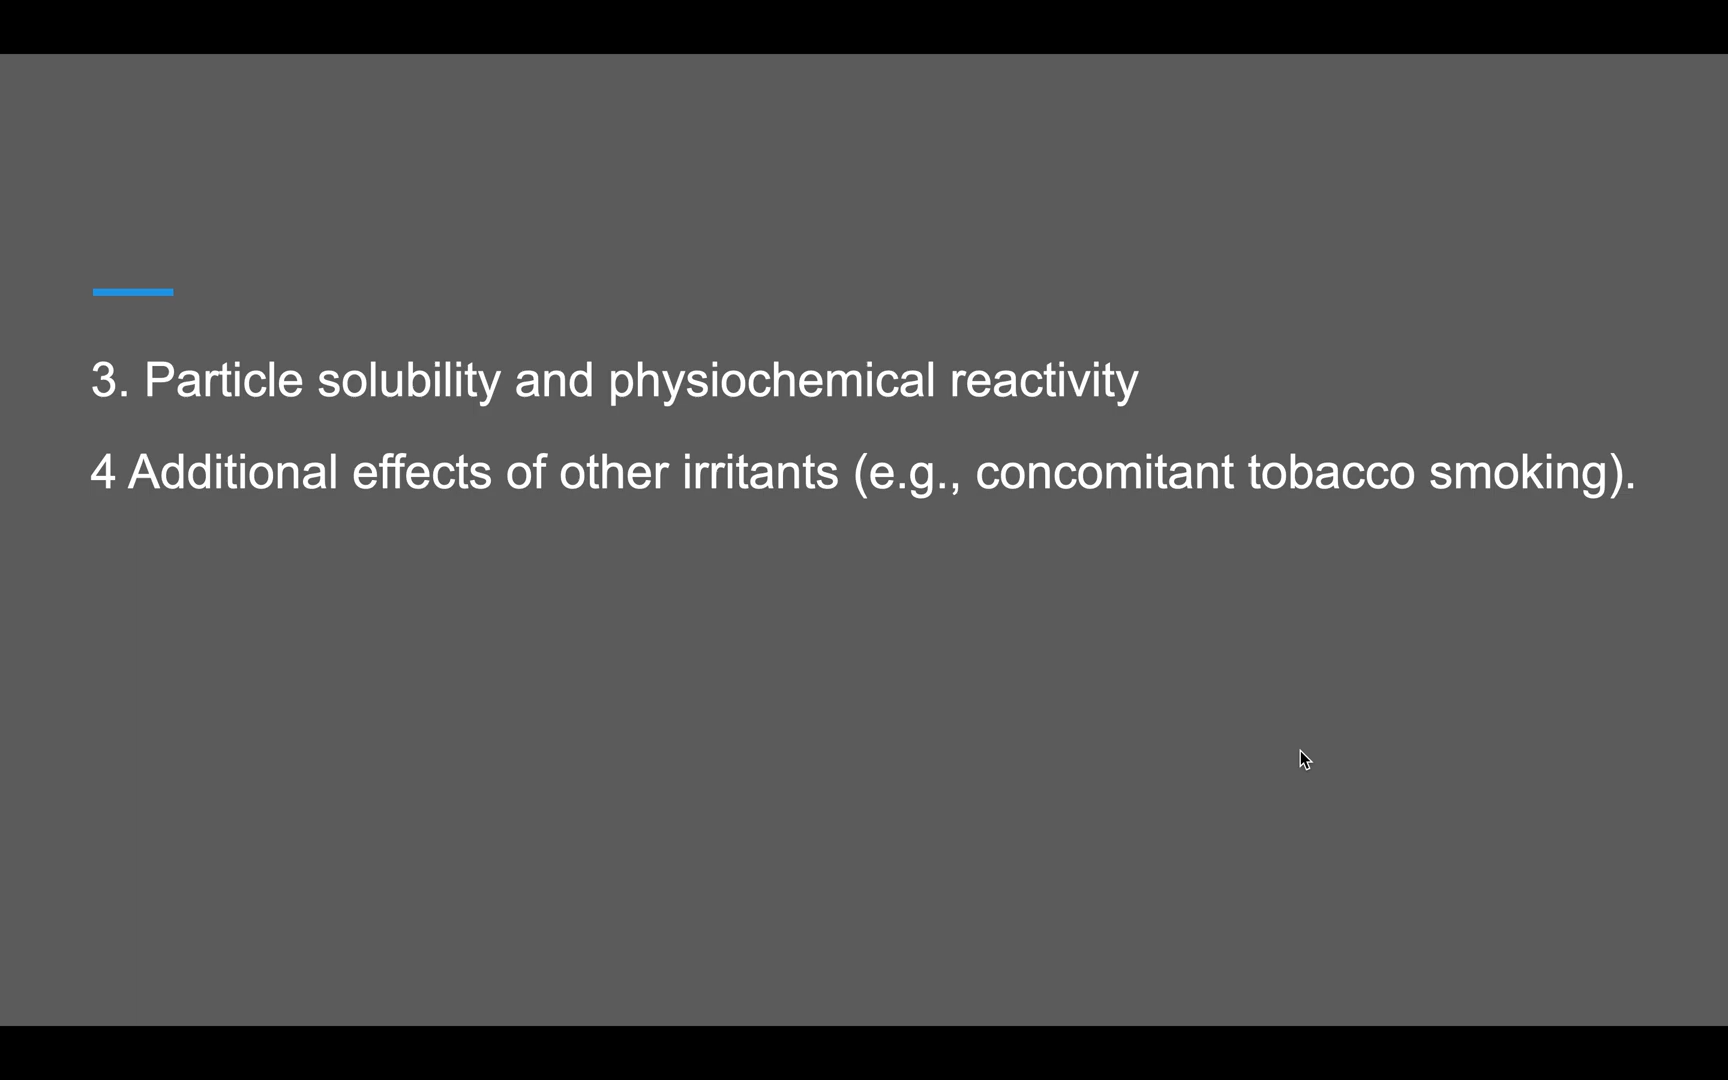 3. Particle solubility and physiochemical reactivity
4 Additional effects of other irritants (e.g., concomitant tobacco smoking).